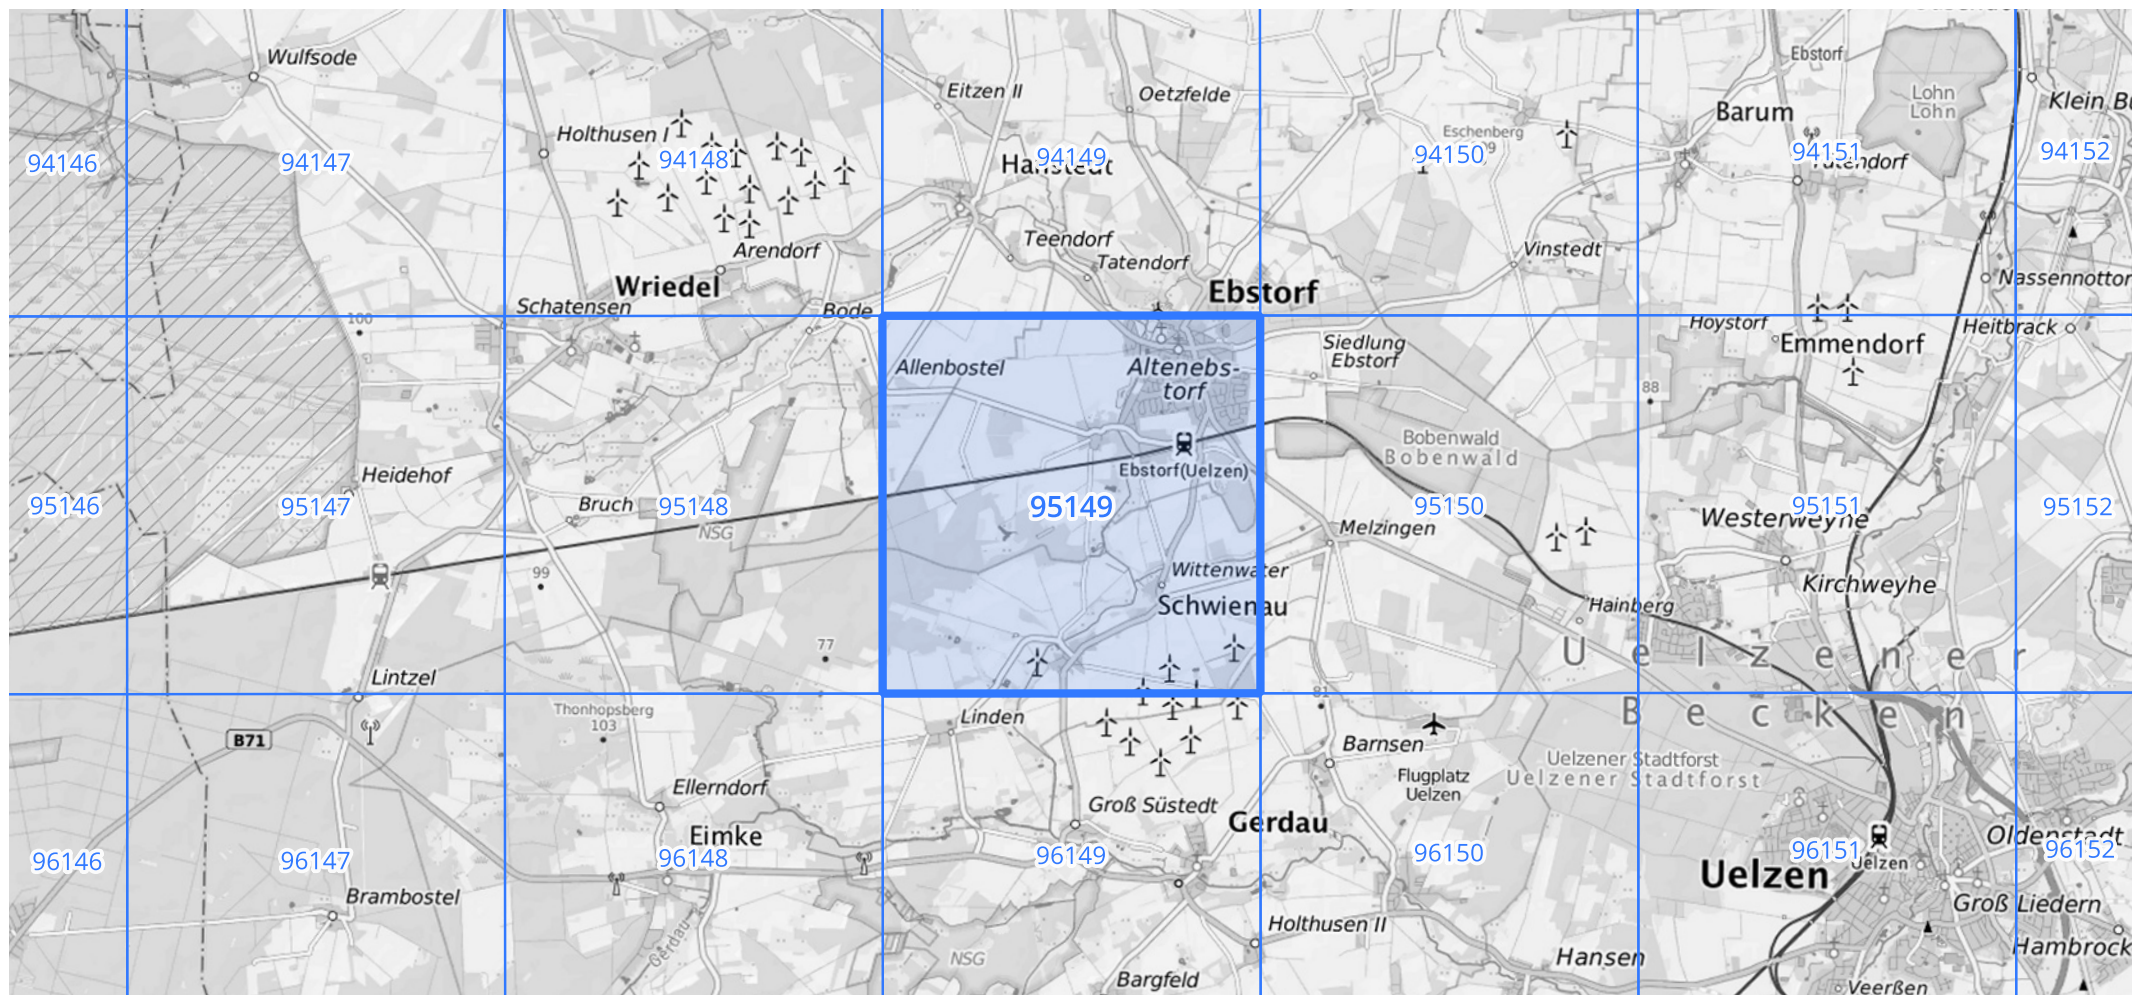 Wulfsode
Ebstorf
Eitzen II
Oetzfelde
Lohn
Lohn
Barum
Holthusen I
Eschenberg
94146
94147
94148
94149
Hanstedt
94150
94151
Tätendorf
94152
Teendorf
Arendorf
Tatendorf
Vinstedt
Wriedel
Ebstorf
Schatensen
Bode
100
Hoystorf
Heitbrack
Siedlung
Ebstorf
Emmendorf
Allenbostel
Altenebs-
torf
88
Bobenwald
Bobenwald
Heidehof
Ebstorf(Uelzen)
Bruch
95146
95147
95148
95149
95150
95151
95152
Westerweyhe
NSG
Melzingen
99
Wittenwater
Kirchweyhe
Schwienau
Hainberg
77
Uelzener
Lintzel
81
Becken
Thonhopsberg
103
Linden
B71
Barnsen
Uelzener Stadtforst
Uelzener Stadtforst
Flugplatz
Uelzen
Ellerndorf
Groß Süstedt
Gerdau
Eimke
Oldenstadt
96146
96147
96148
96149
96150
96151
96152
Uelzen
Uelzen
Brambostel
Groß Liedern
Holthusen II
Gerdau
Hansen
Hambrock
NSG
Bargfeld
Veerßen